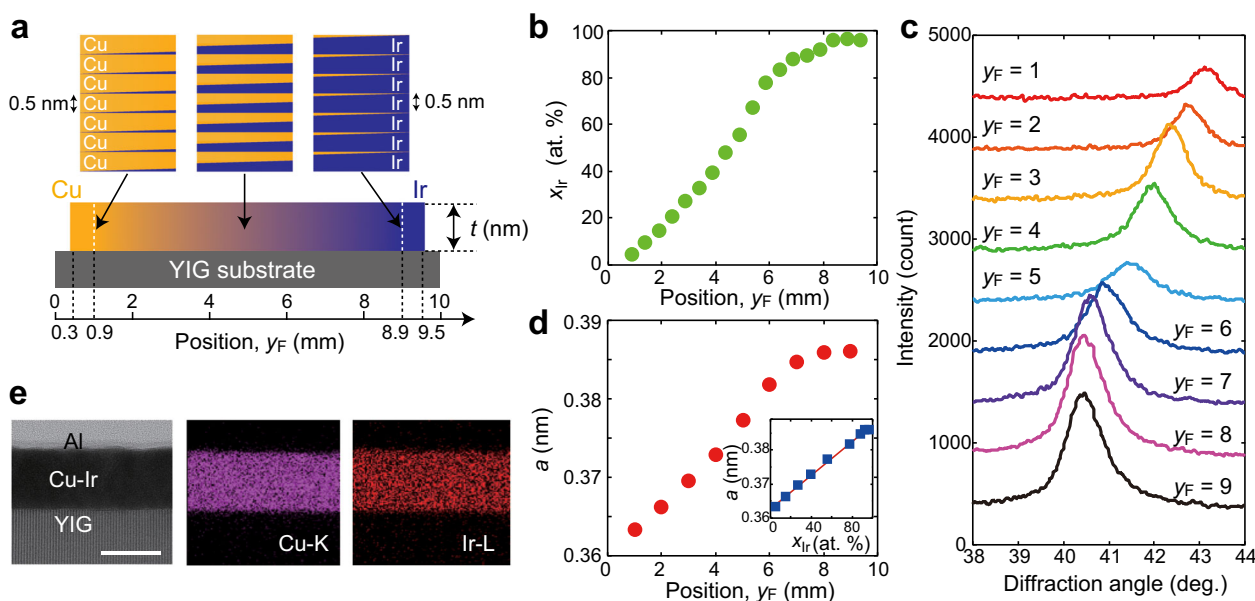 a
Cu Ir
Cu Ir
Cu Ir
0.5 nm Cu Ir 0.5 nm
Cu Ir
Cu Ir
Cu Ir
Cu Ir
t (nm)
YIG substrate
0 2 4 6 8 10
0.3 0.9 Position, yF (mm) 8.9 9.5
b
100
80
60
40
20
0
xIr (at. %)
0 2 4 6 8 10
Position, yF (mm)
c
5000
4000
3000
2000
1000
0
Intensity (count)
yF = 1
yF = 2
yF = 3
yF = 4
yF = 5
yF = 6
yF = 7
yF = 8
yF = 9
38 39 40 41 42 43 44
Diffraction angle (deg.)
d
0.39
0.38
0.37
0.36
a (nm)
0 2 4 6 8 10
Position, yF (mm)
0.38
0.37
0.36
a (nm)
0 40 80
xIr (at. %)
e
Al
Cu-Ir
YIG
Cu-K
Ir-L